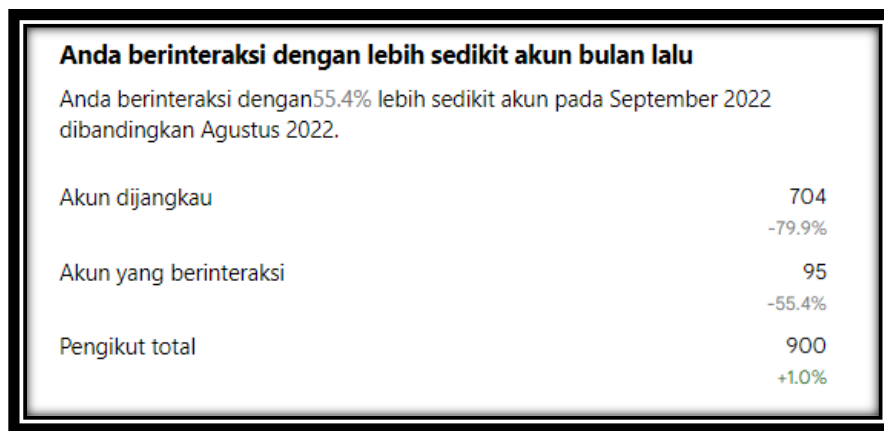 Anda berinteraksi dengan lebih sedikit akun bulan lalu
Anda berinteraksi dengan55.4% lebih sedikit akun pada September 2022
dibandingkan Agustus 2022.
Akun dijangkau 704
-79.9%
Akun yang berinteraksi 95
-55.4%
Pengikut total 900
+1.0%